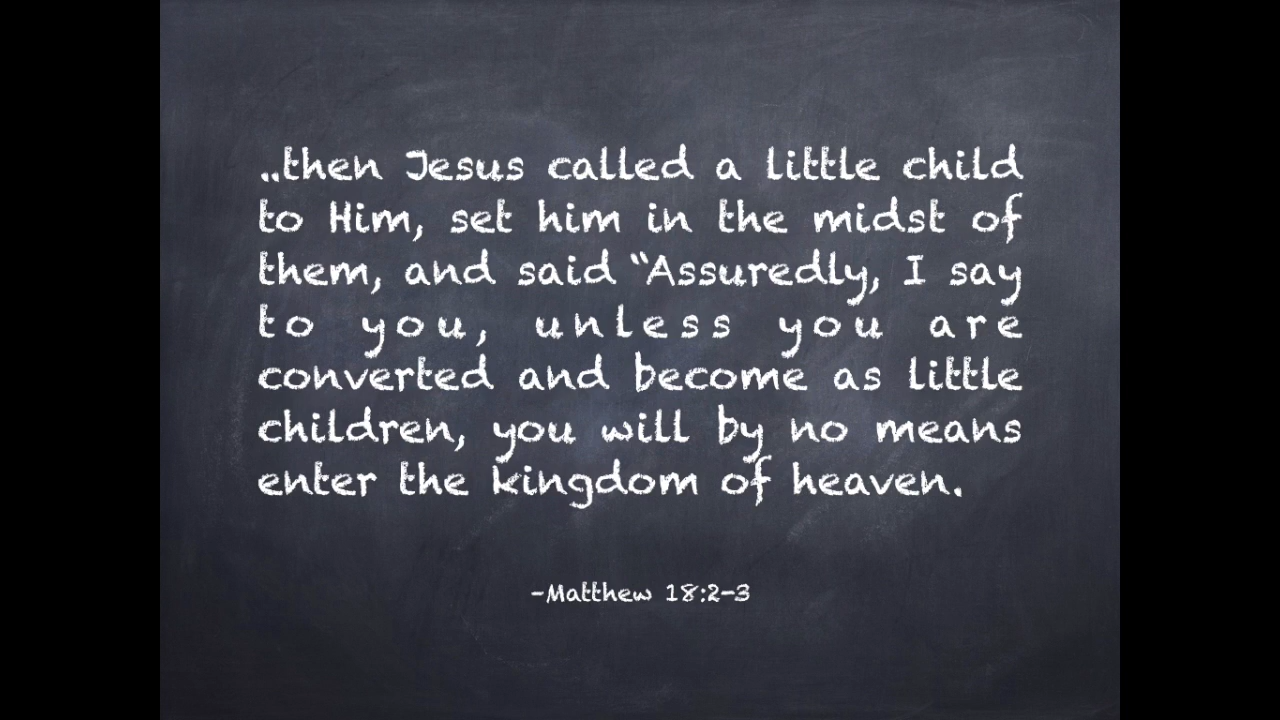 ..then Jesus called a little child
to Him, set him in the midst of
them, and said “Assuredly, I say
to you, unless you are
converted and become as little
children, you will by no means
enter the kingdom of heaven.
-Matthew 18:2-3